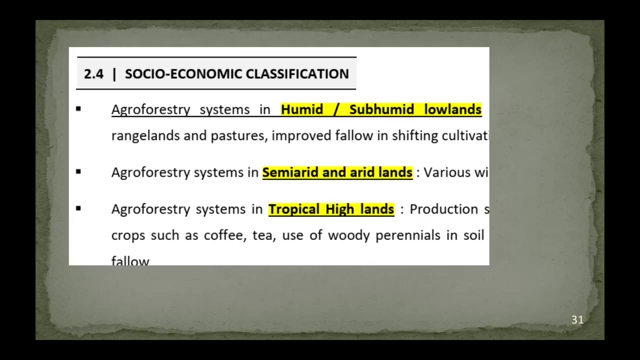 2.4 | SOCIO-ECONOMIC CLASSIFICATION
▪ Agroforestry systems in Humid / Subhumid lowlands
rangelands and pastures, improved fallow in shifting
▪ Agroforestry systems in Semiarid and arid lands : Various
▪ Agroforestry systems in Tropical High lands : Production
crops such as coffee, tea, use of woody perennials in soil
fallow
31